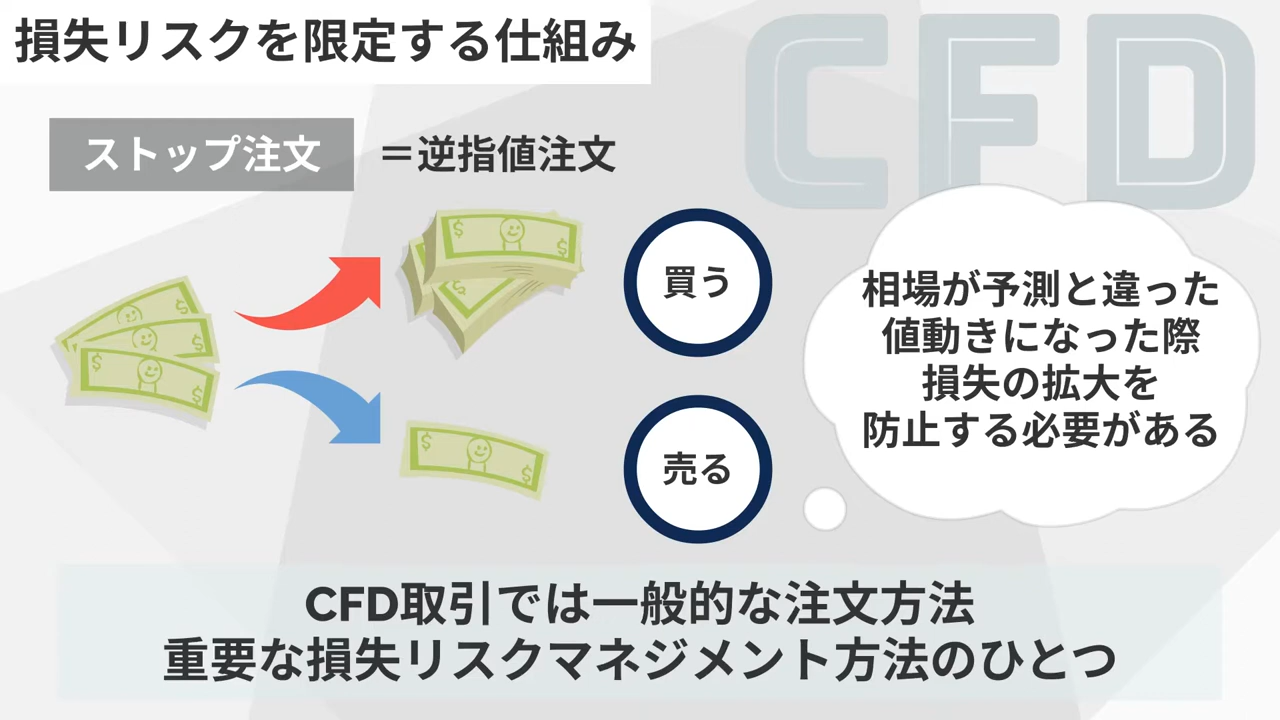 損失リスクを限定する仕組み
CFD
ストップ注文 =逆指値注文
買う
売る
相場が予測と違った
値動きになった際
損失の拡大を
防止する必要がある
CFD取引では一般的な注文方法
重要な損失リスクマネジメント方法のひとつ